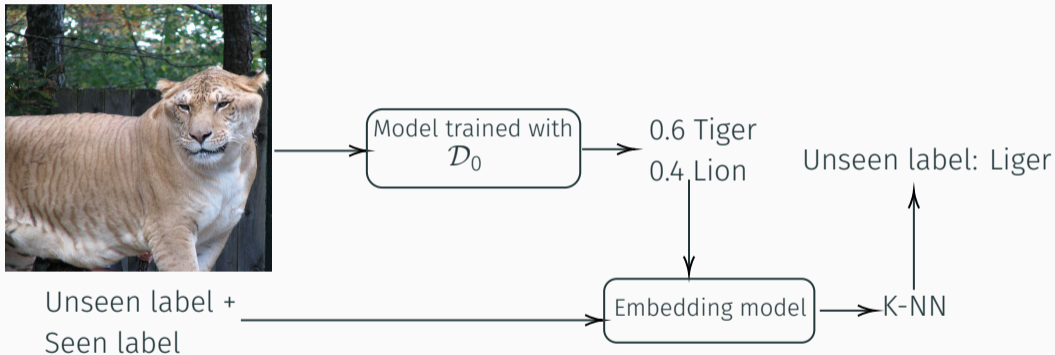 Model trained with
𝒟₀
0.6 Tiger
0.4 Lion
Unseen label: Liger
Unseen label +
Seen label
Embedding model
K-NN